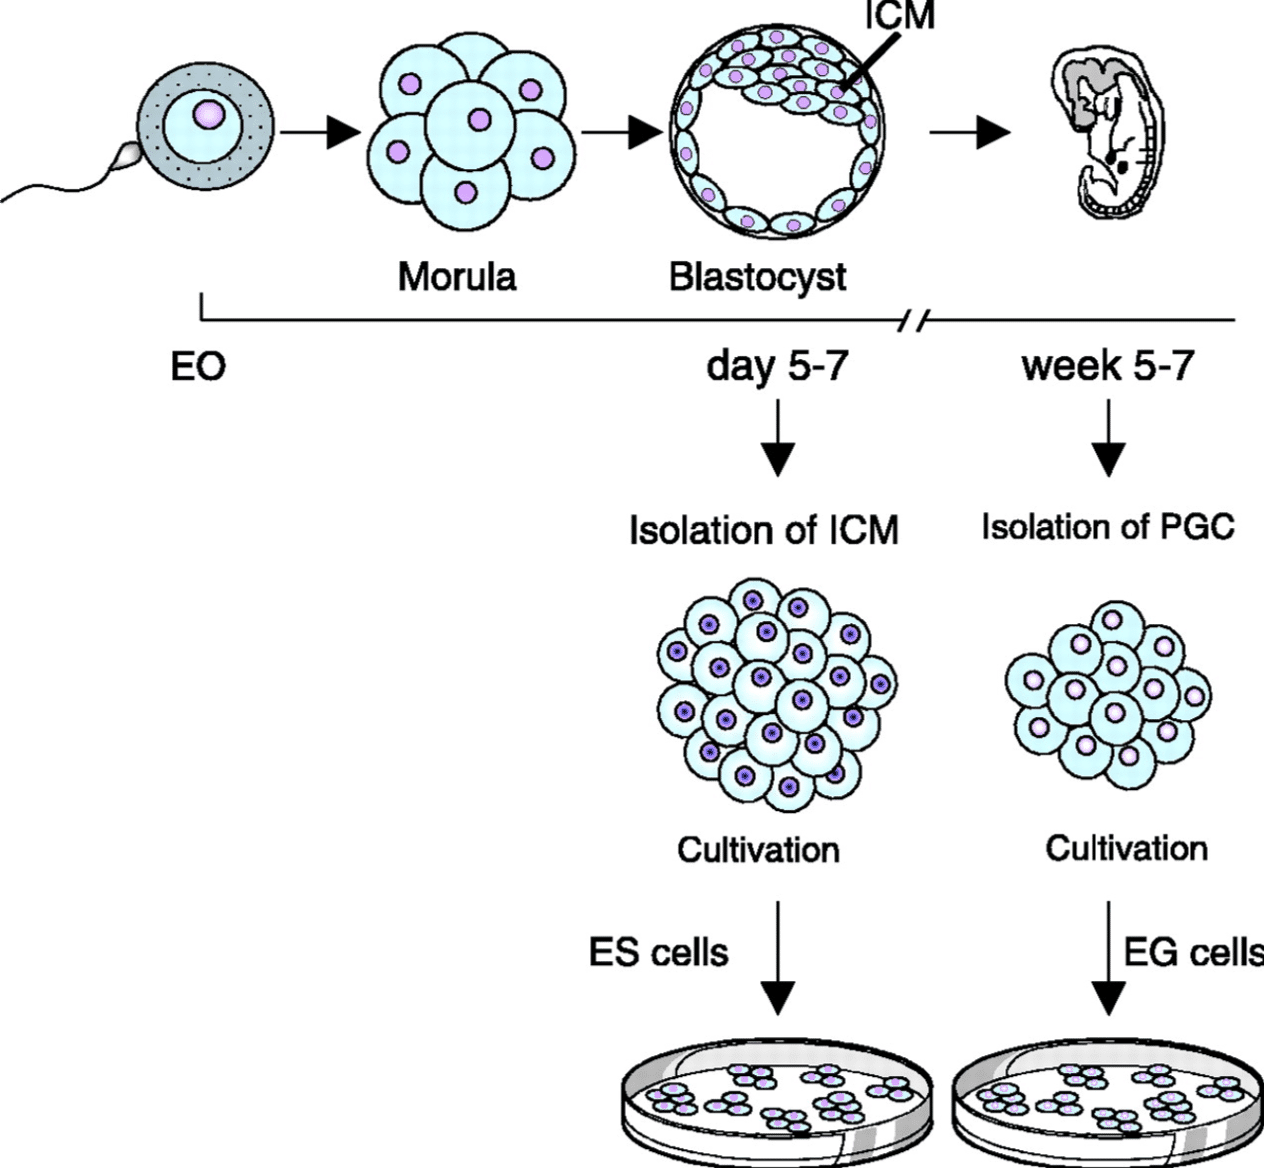 ICM
Morula
Blastocyst
EO
day 5-7
week 5-7
Isolation of ICM
Isolation of PGC
Cultivation
Cultivation
ES cells
EG cells